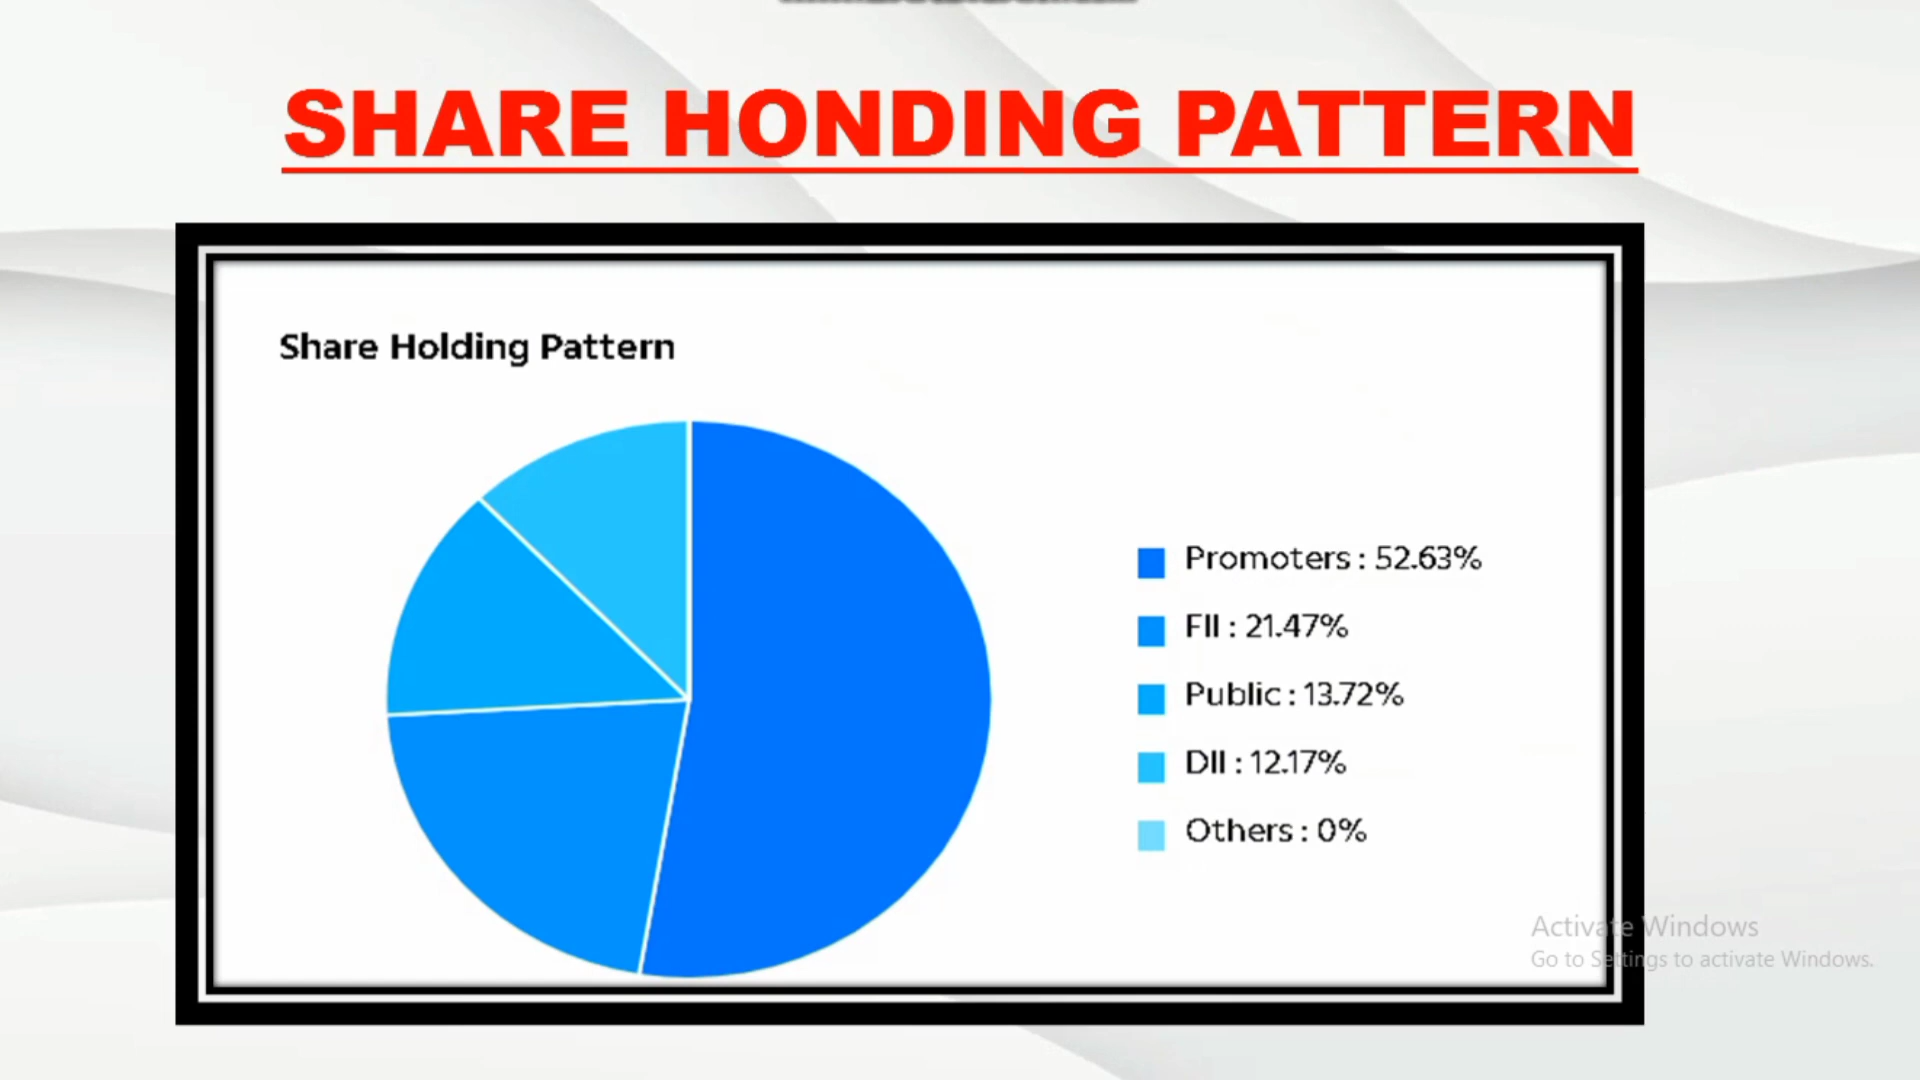 SHARE HONDING PATTERN
Share Holding Pattern
Promoters : 52.63%
FII : 21.47%
Public : 13.72%
DII : 12.17%
Others : 0%
Activate Windows
Go to Settings to activate Windows.